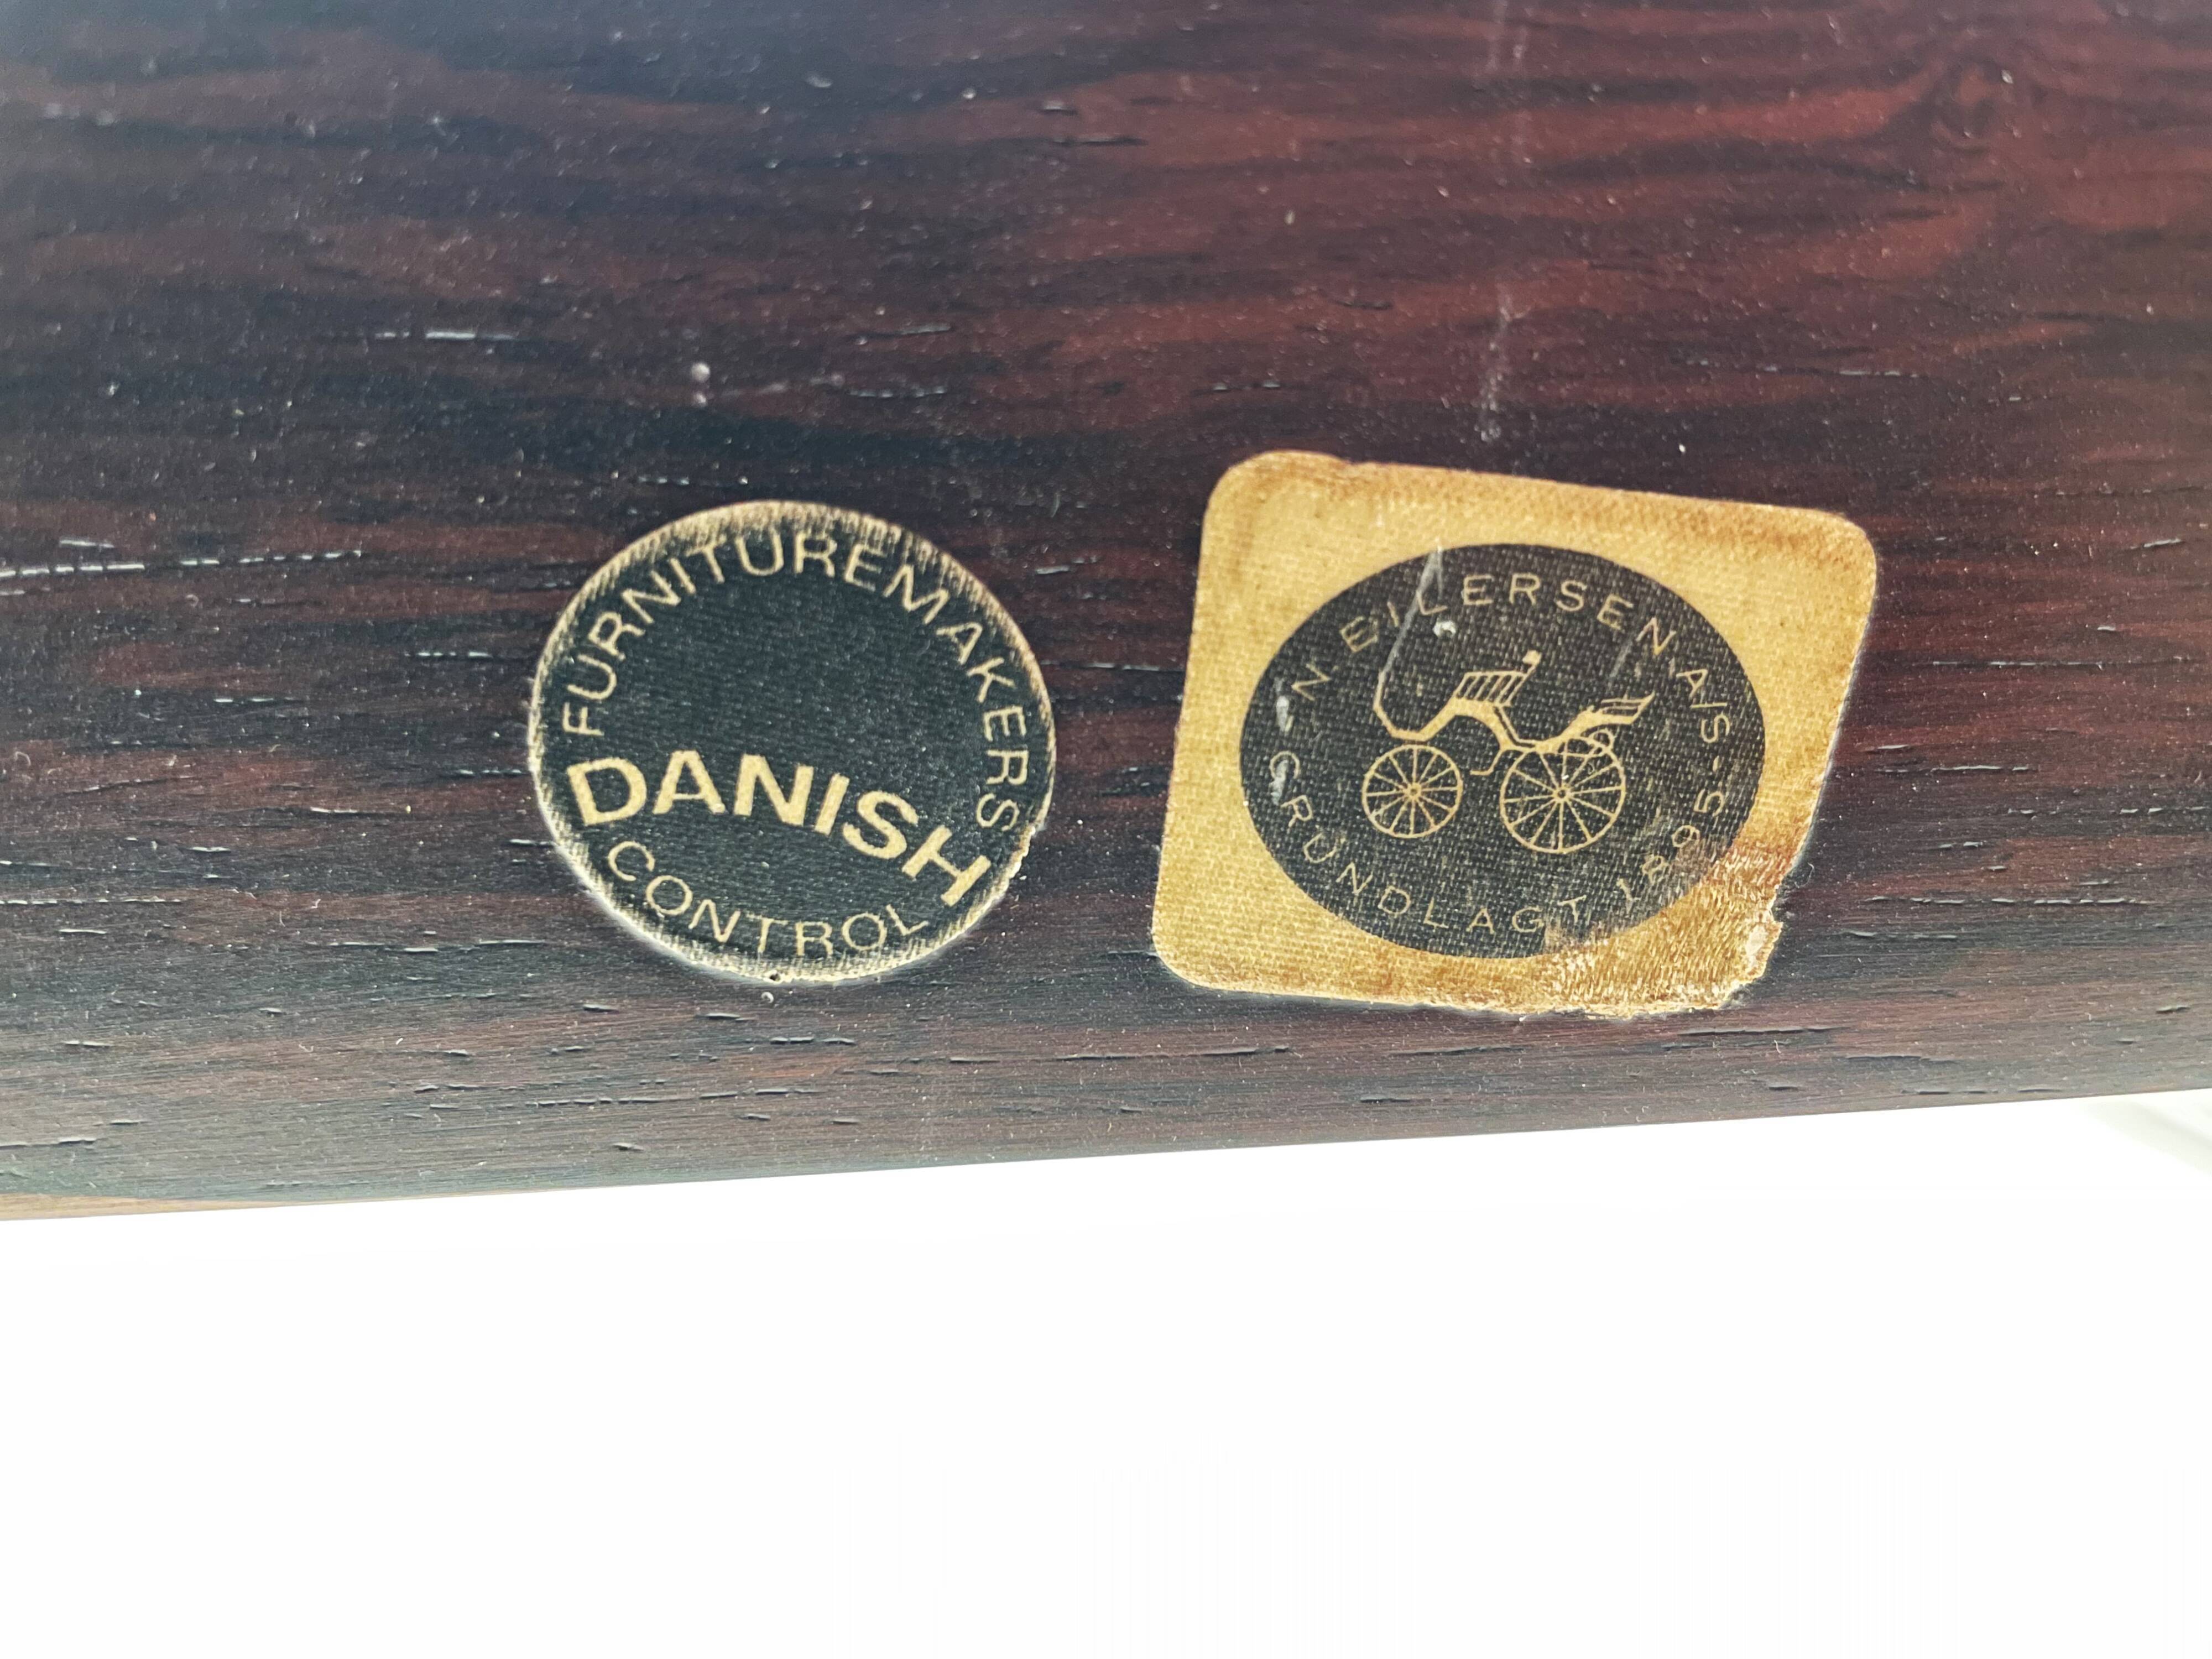 FURNITUREMAKERS
DANISH
CONTROL
N. EILERSEN A/S
GRUNDLAGT 1895